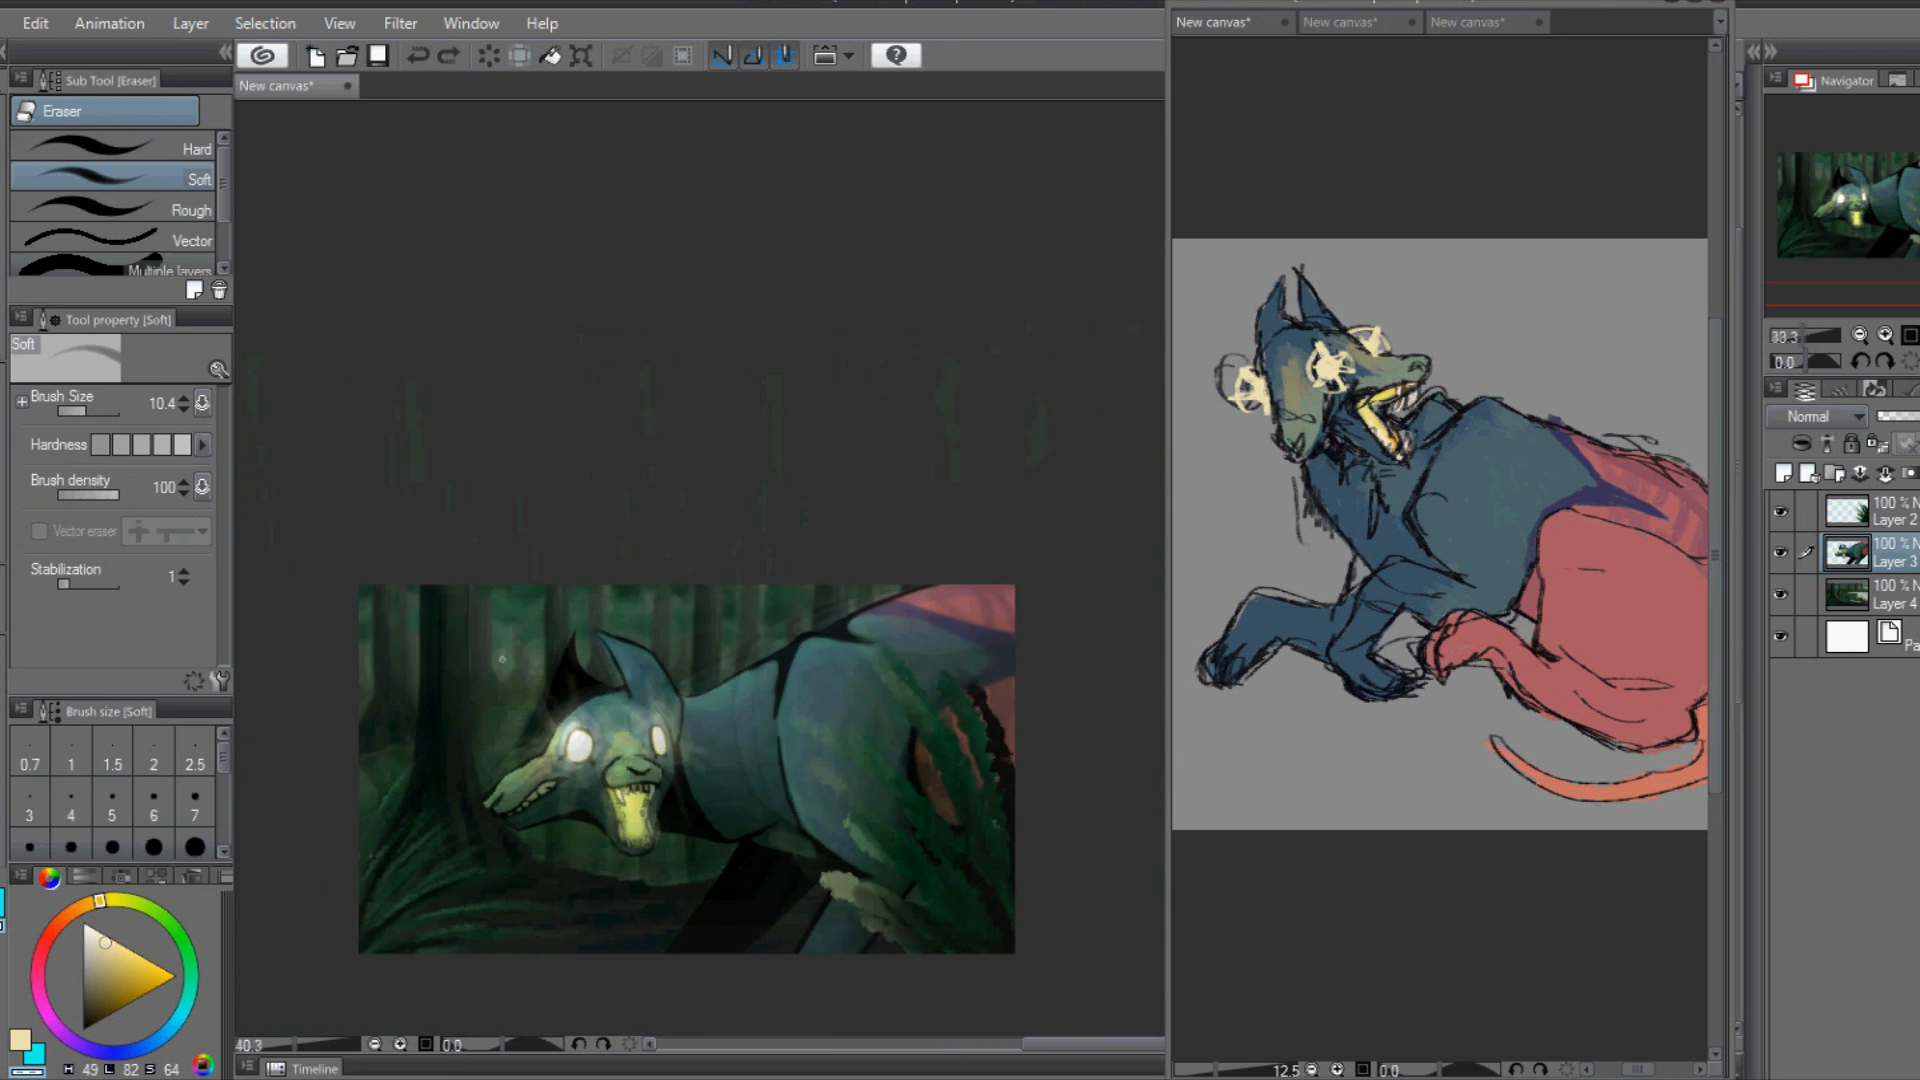 Edit Animation Layer Selection View Filter Window Help
New canvas* New canvas* New canvas*
Sub Tool [Eraser]
New canvas*
Navigator
Eraser
Hard
Soft
Rough
Vector
Multiple layers
Tool property [Soft]
Soft
Brush Size 10.4
Hardness
Brush density 100
Vector eraser
Stabilization 1
Brush size [Soft]
0.7 1 1.5 2 2.5
3 4 5 6 7
H 49 L 82 S 64
40.3 0.0
Timeline
12.5 0.0
33.3
0.0
Normal
100 % N
Layer 2
100 % N
Layer 3
100 % N
Layer 4
Pa